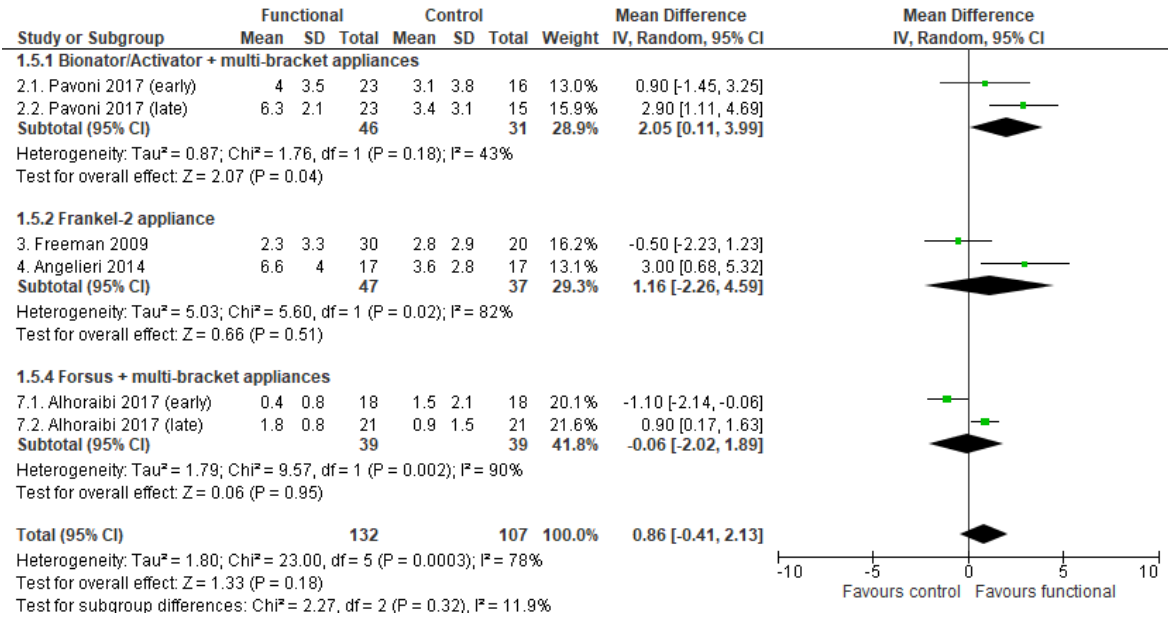 Functional Control Mean Difference Mean Difference
Study or Subgroup Mean SD Total Mean SD Total Weight IV, Random, 95% CI IV, Random, 95% CI
1.5.1 Bionator/Activator + multi-bracket appliances
2.1. Pavoni 2017 (early) 4 3.5 23 3.1 3.8 16 13.0% 0.90 [-1.45, 3.25]
2.2. Pavoni 2017 (late) 6.3 2.1 23 3.4 3.1 15 15.9% 2.90 [1.11, 4.69]
Subtotal (95% CI) 46 31 28.9% 2.05 [0.11, 3.99]
Heterogeneity: Tau² = 0.87; Chi² = 1.76, df = 1 (P = 0.18); I² = 43%
Test for overall effect: Z = 2.07 (P = 0.04)
1.5.2 Frankel-2 appliance
3. Freeman 2009 2.3 3.3 30 2.8 2.9 20 16.2% -0.50 [-2.23, 1.23]
4. Angelieri 2014 6.6 4 17 3.6 2.8 17 13.1% 3.00 [0.68, 5.32]
Subtotal (95% CI) 47 37 29.3% 1.16 [-2.26, 4.59]
Heterogeneity: Tau² = 5.03; Chi² = 5.60, df = 1 (P = 0.02); I² = 82%
Test for overall effect: Z = 0.66 (P = 0.51)
1.5.4 Forsus + multi-bracket appliances
7.1. Alhoraibi 2017 (early) 0.4 0.8 18 1.5 2.1 18 20.1% -1.10 [-2.14, -0.06]
7.2. Alhoraibi 2017 (late) 1.8 0.8 21 0.9 1.5 21 21.6% 0.90 [0.17, 1.63]
Subtotal (95% CI) 39 39 41.8% -0.06 [-2.02, 1.89]
Heterogeneity: Tau² = 1.79; Chi² = 9.57, df = 1 (P = 0.002); I² = 90%
Test for overall effect: Z = 0.06 (P = 0.95)
Total (95% CI) 132 107 100.0% 0.86 [-0.41, 2.13]
Heterogeneity: Tau² = 1.80; Chi² = 23.00, df = 5 (P = 0.0003); I² = 78%
Test for overall effect: Z = 1.33 (P = 0.18)
Test for subgroup differences: Chi² = 2.27, df = 2 (P = 0.32), I² = 11.9%
-10 -5 0 5 10
Favours control Favours functional